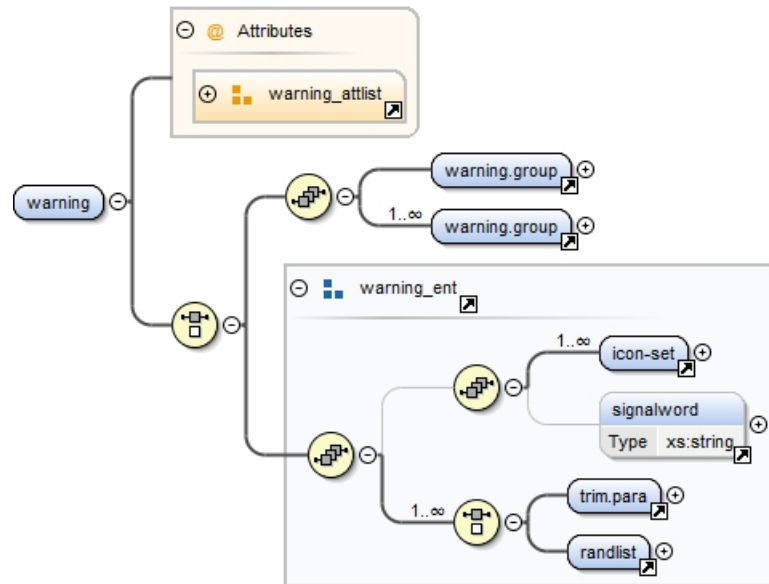 @ Attributes
warning_attlist
warning
warning.group
1..∞
warning.group
warning_ent
1..∞
icon-set
signalword
Type xs:string
1..∞
trim.para
randlist